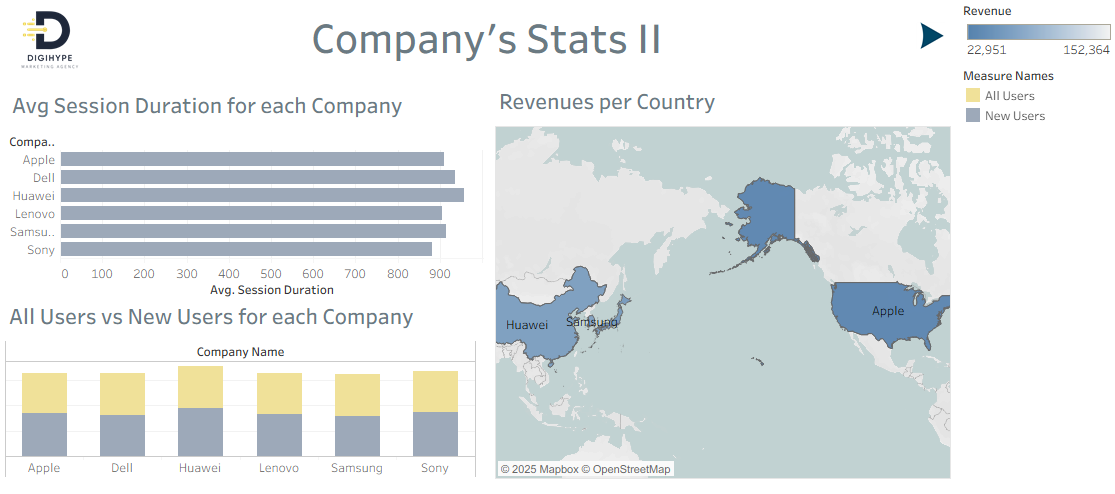 DIGIHYPE
MARKETING AGENCY
Company's Stats II
Revenue
22,951 152,364
Measure Names
All Users
New Users
Avg Session Duration for each Company
Compa..
Apple
Dell
Huawei
Lenovo
Samsu..
Sony
0 100 200 300 400 500 600 700 800 900
Avg. Session Duration
All Users vs New Users for each Company
Company Name
Apple Dell Huawei Lenovo Samsung Sony
Revenues per Country
Huawei
Samsung
Apple
© 2025 Mapbox © OpenStreetMap